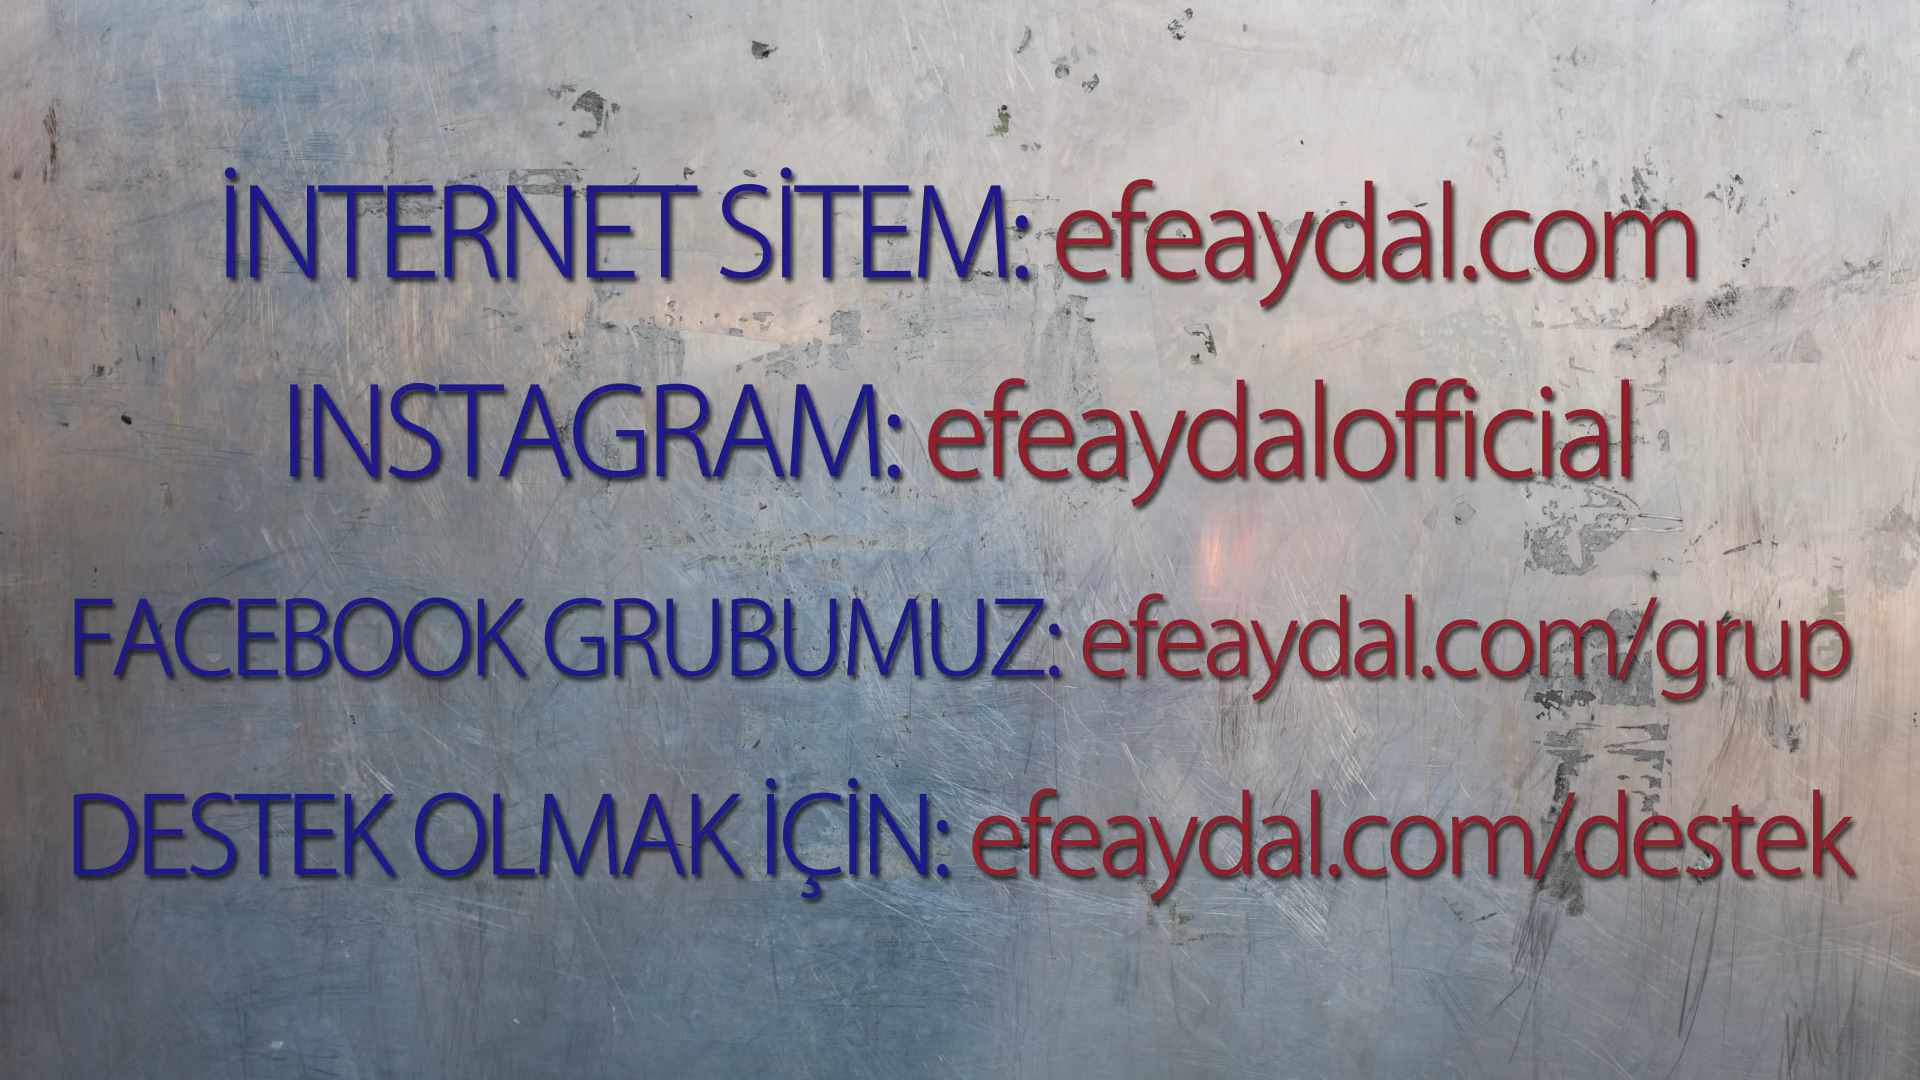 İNTERNET SİTEM: efeaydal.com
INSTAGRAM: efeaydalofficial
FACEBOOK GRUBUMUZ: efeaydal.com/grup
DESTEK OLMAK İÇİN: efeaydal.com/destek